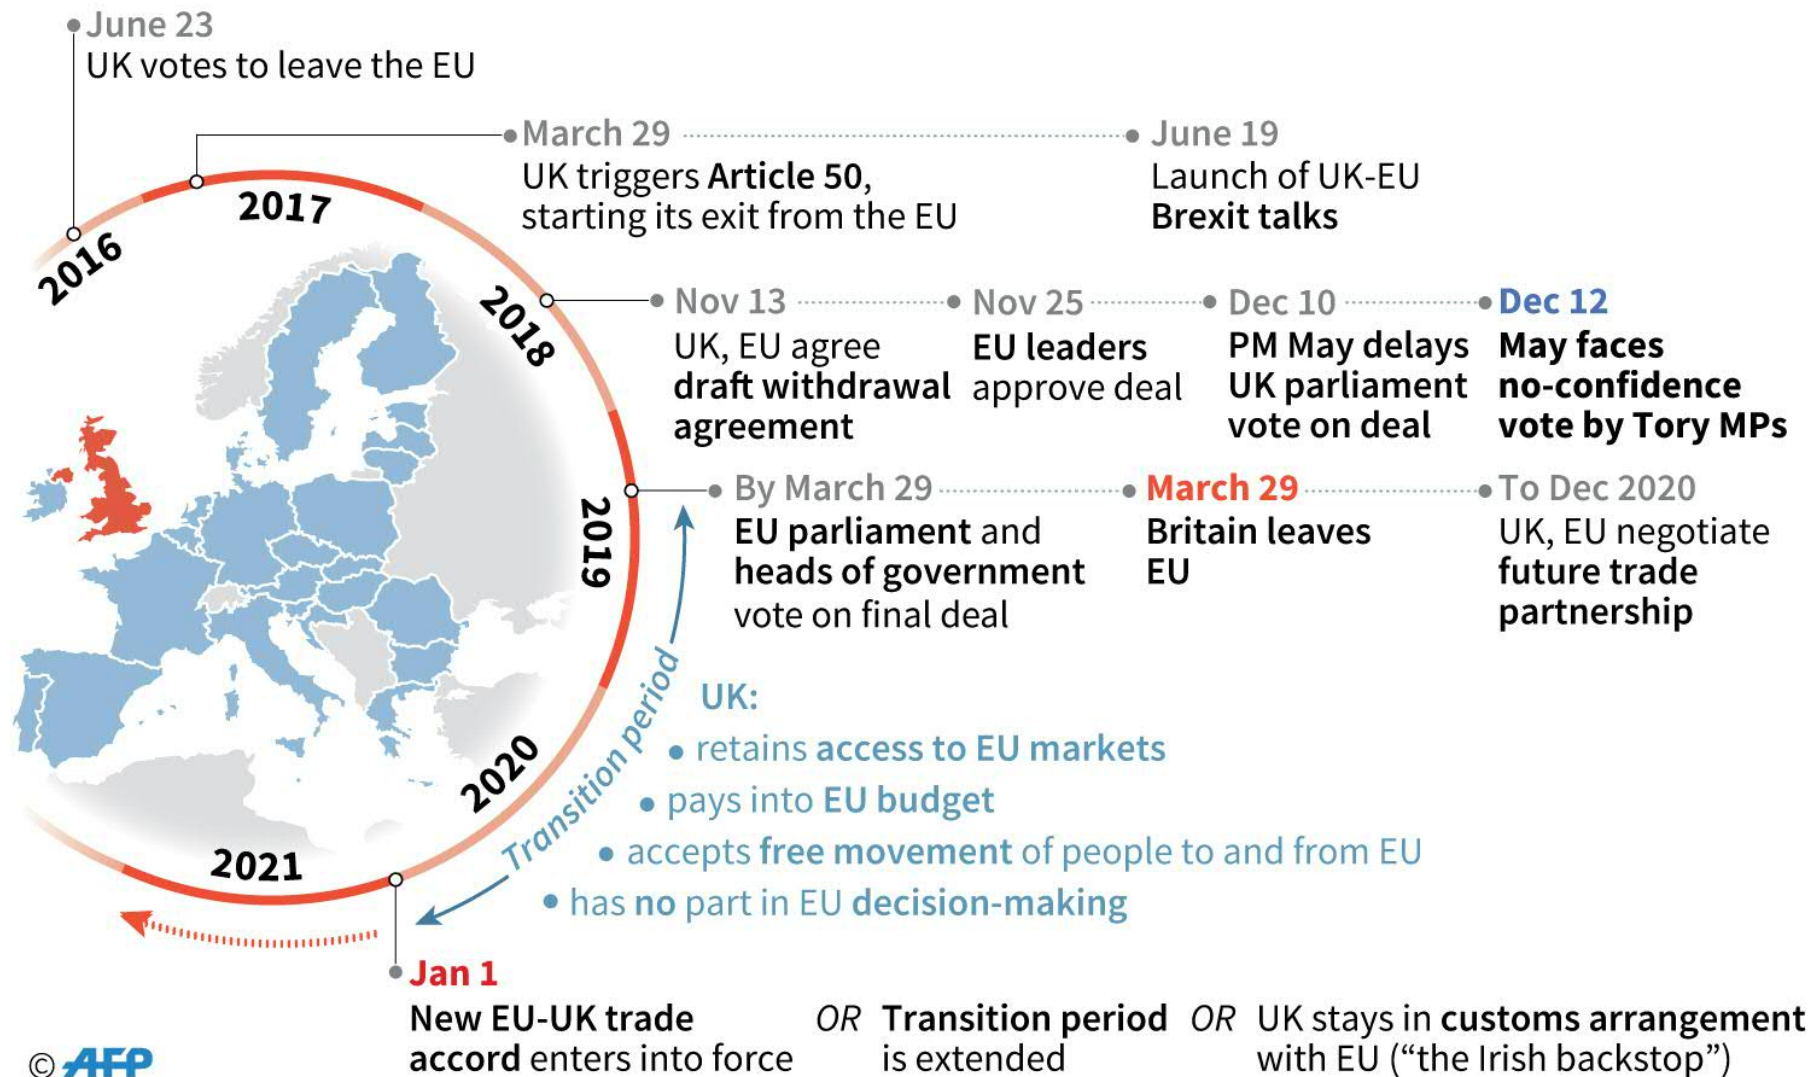 June 23
UK votes to leave the EU
March 29
UK triggers Article 50,
starting its exit from the EU
June 19
Launch of UK-EU
Brexit talks
2016
2017
2018
Nov 13
UK, EU agree
draft withdrawal
agreement
Nov 25
EU leaders
approve deal
Dec 10
PM May delays
UK parliament
vote on deal
Dec 12
May faces
no-confidence
vote by Tory MPs
2019
By March 29
EU parliament and
heads of government
vote on final deal
March 29
Britain leaves
EU
To Dec 2020
UK, EU negotiate
future trade
partnership
Transition period
UK:
• retains access to EU markets
• pays into EU budget
• accepts free movement of people to and from EU
• has no part in EU decision-making
2020
2021
Jan 1
New EU-UK trade
accord enters into force
OR
Transition period
is extended
OR
UK stays in customs arrangement
with EU (“the Irish backstop”)
© AFP